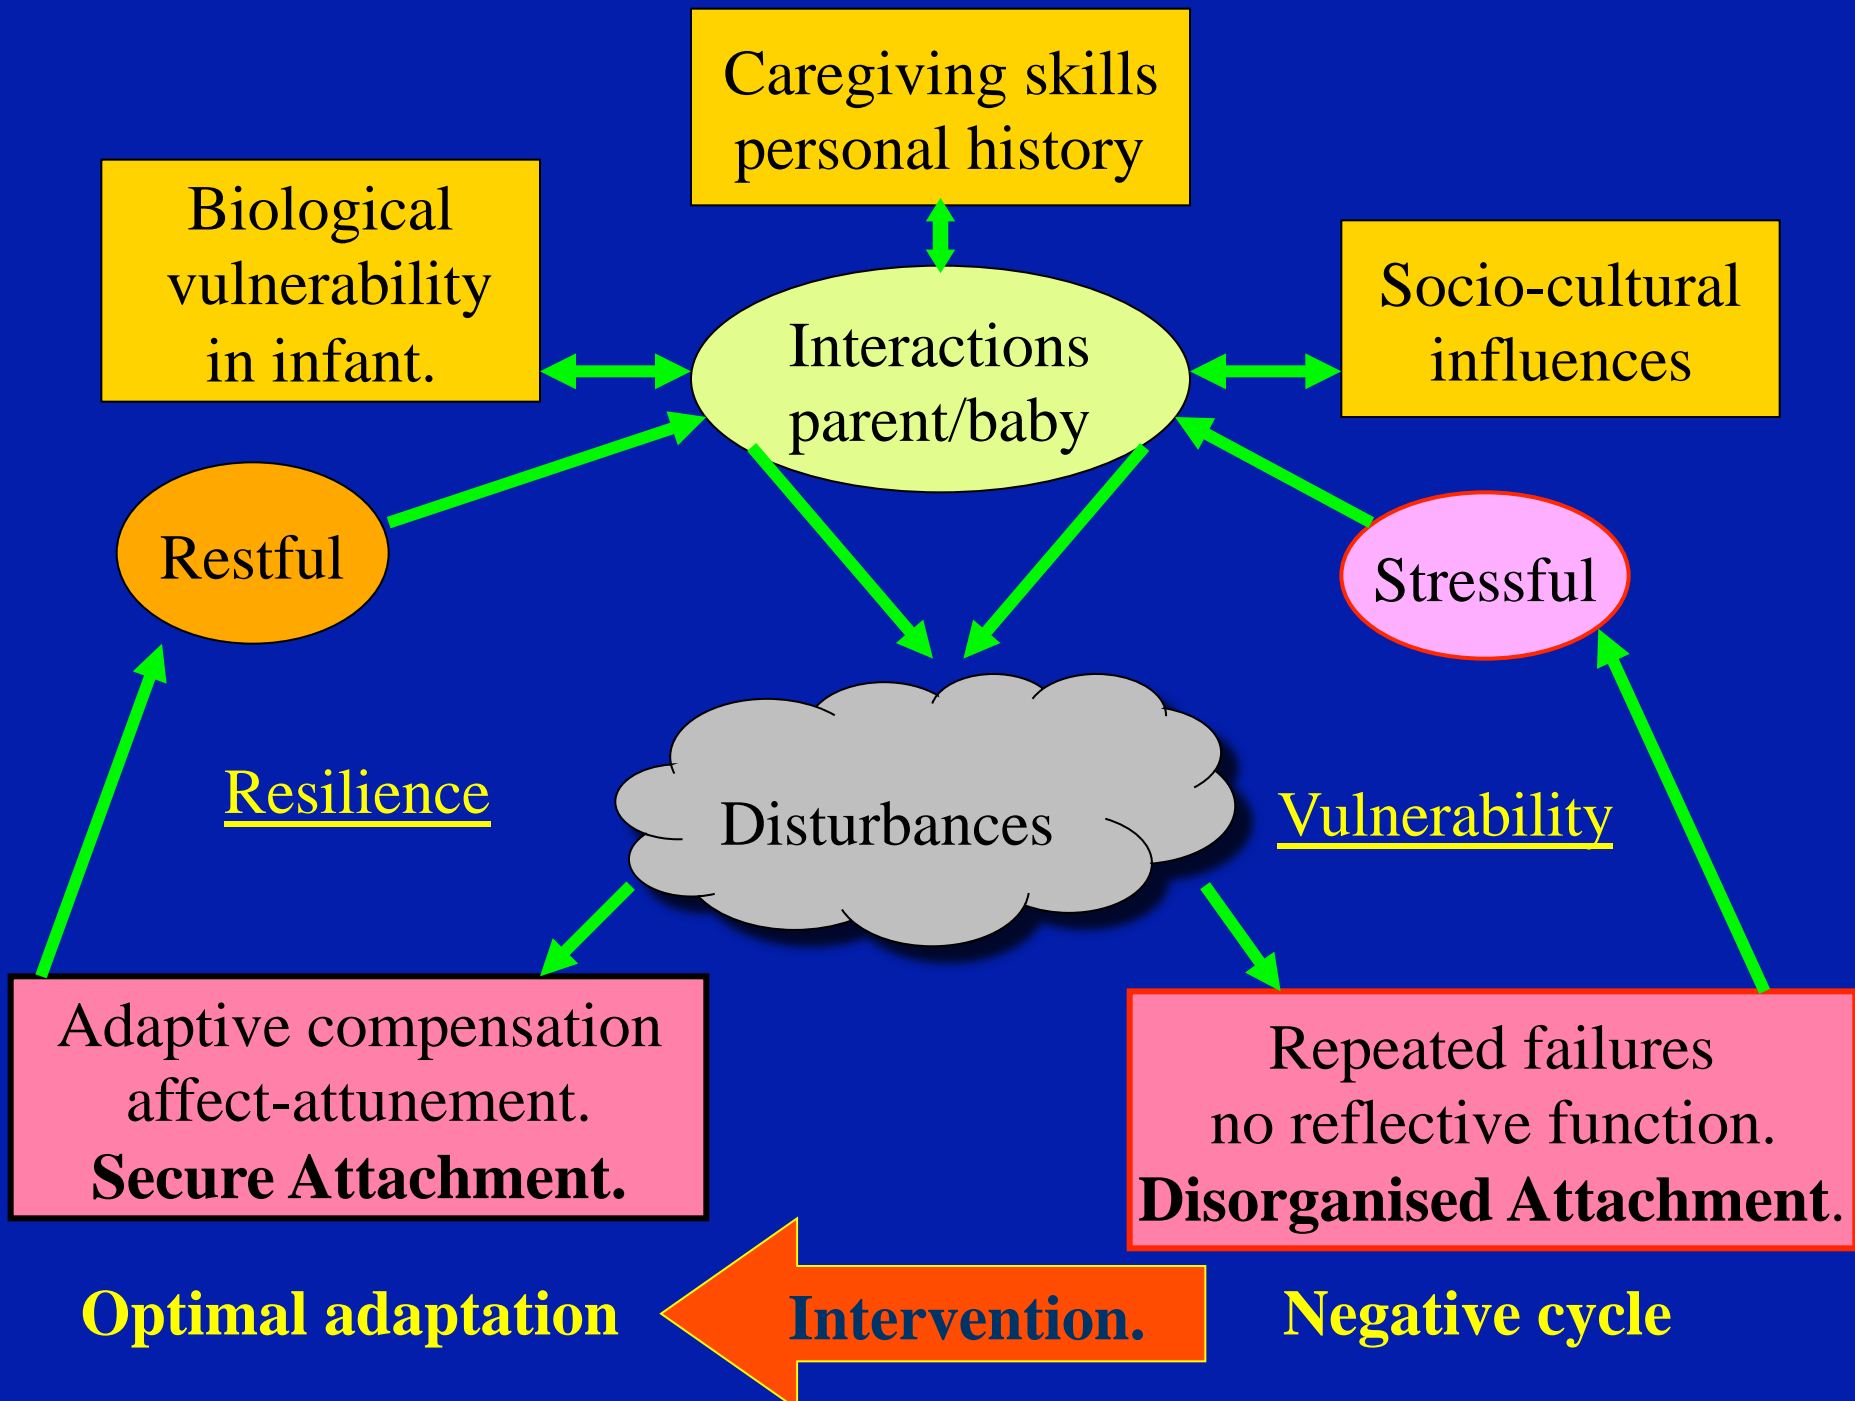 Caregiving skills
personal history
Biological
vulnerability
in infant.
Socio-cultural
influences
Interactions
parent/baby
Restful
Stressful
Resilience
Disturbances
Vulnerability
Adaptive compensation
affect-attunement.
Secure Attachment.
Repeated failures
no reflective function.
Disorganised Attachment.
Optimal adaptation
Intervention.
Negative cycle